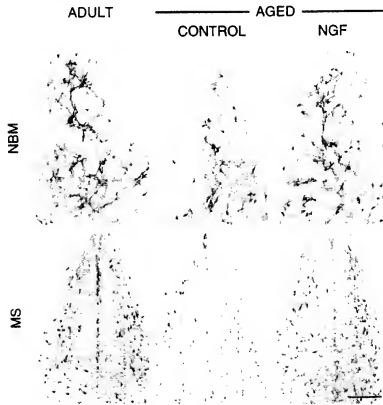 ADULT
AGED
CONTROL
NGF
NBM
MS